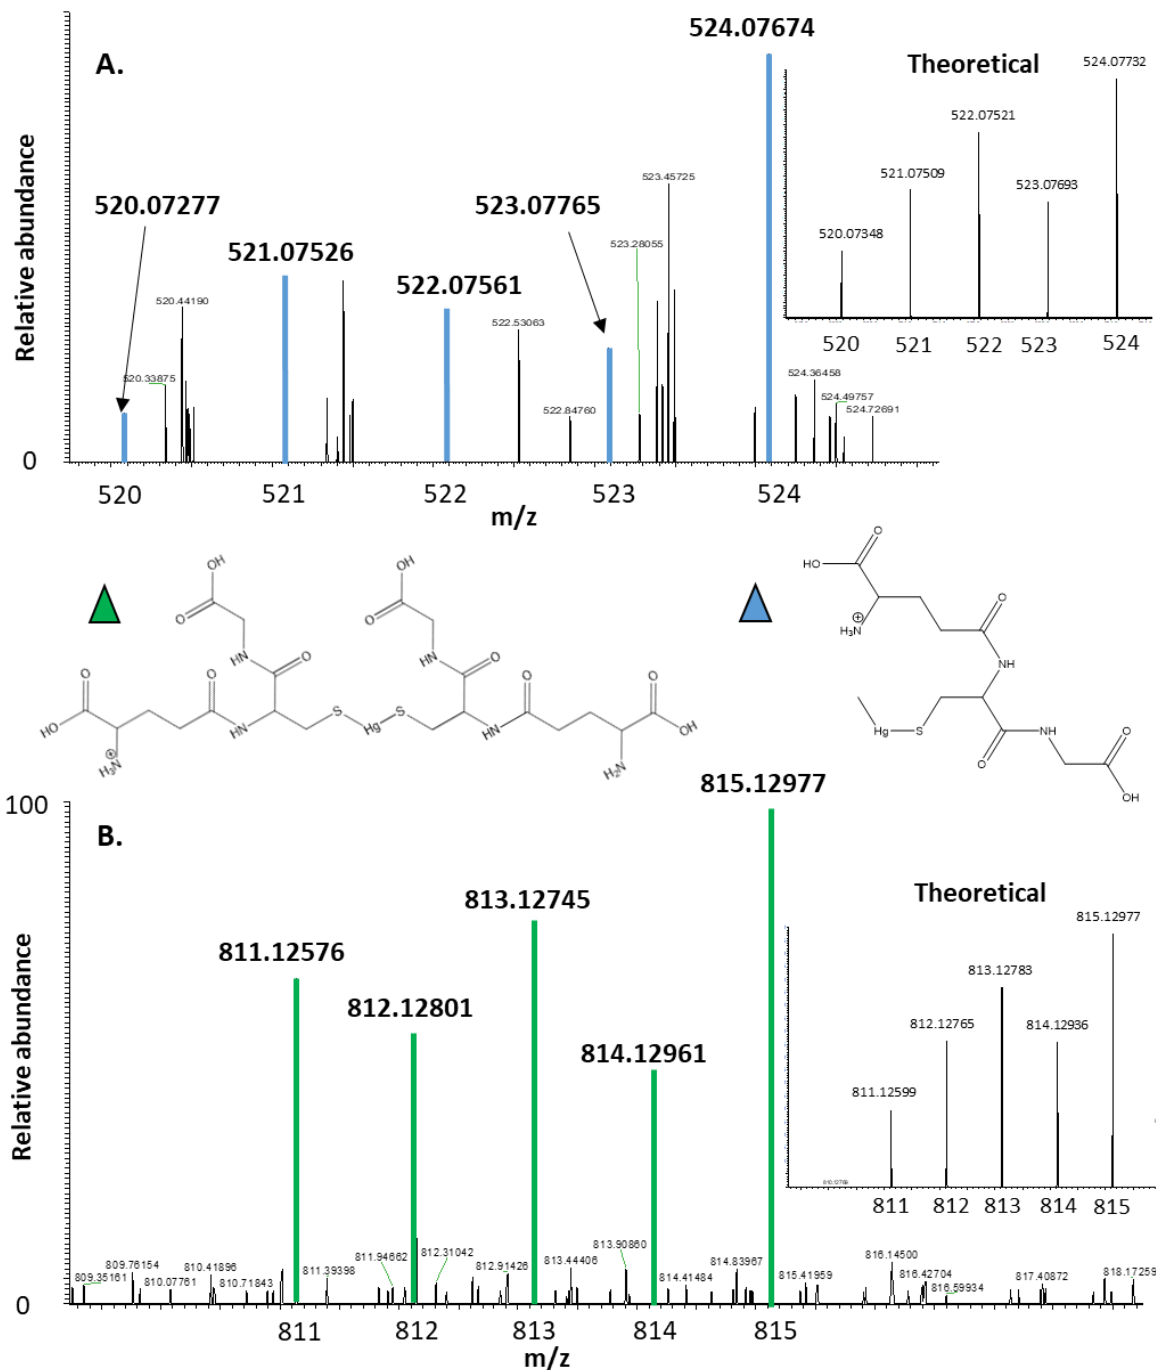 A.
524.07674
Theoretical
524.07732
522.07521
521.07509
523.07693
520.07348
520 521 522 523 524
520.07277
523.07765
521.07526
522.07561
523.45725
523.28055
520.44190
522.53063
520.33875
522.84760
524.36458
524.49757
524.72691
Relative abundance
0
520 521 522 523 524
m/z
OH
O
HN
O
O
O
HO
HN
S
Hg
S
H₃N
⊕
OH
O
HN
O
O
O
HN
OH
H₂N
O
HO
⊕
H₃N
O
NH
Hg
S
O
NH
O
OH
100
B.
815.12977
813.12745
811.12576
812.12801
814.12961
Theoretical
815.12977
813.12783
812.12765
814.12936
811.12599
811 812 813 814 815
Relative abundance
809.35161
809.76154
810.07761
810.41896
810.71843
811.39398
811.94662
812.31042
812.91426
813.44406
813.90860
814.41484
814.83967
815.41959
816.14500
816.42704
816.59934
817.40872
818.17259
0
811 812 813 814 815
m/z